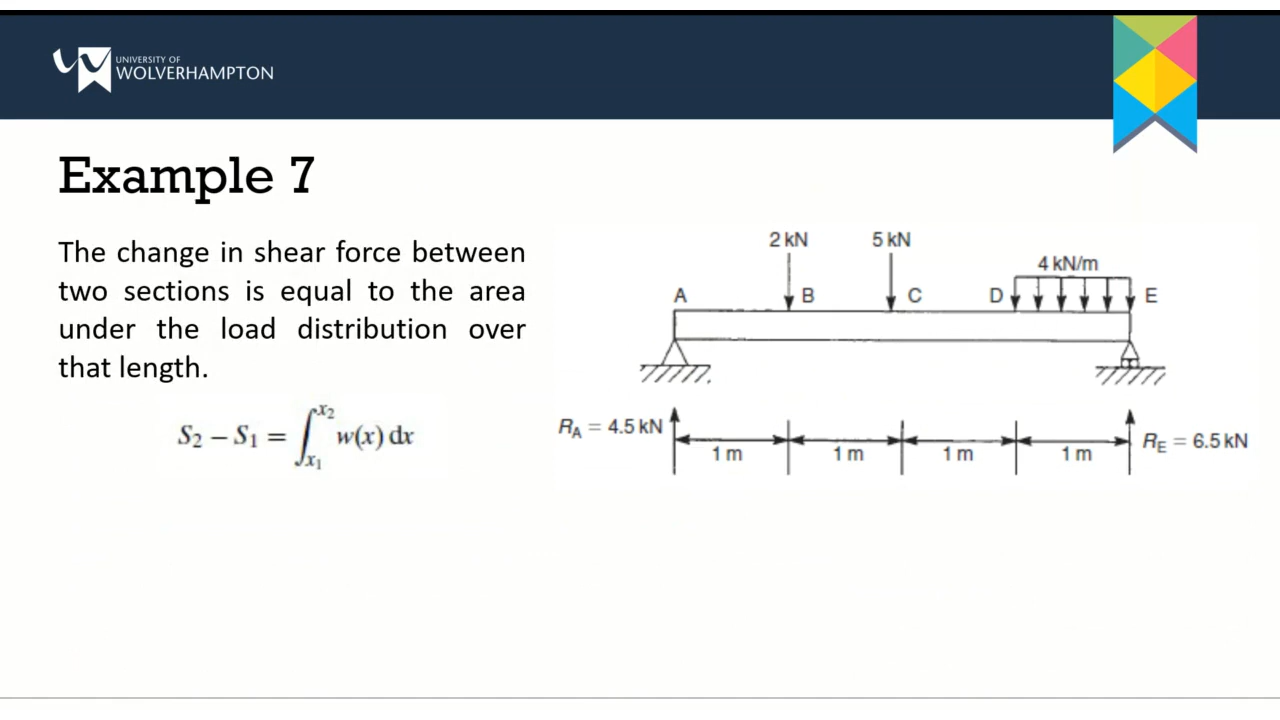 UNIVERSITY OF
WOLVERHAMPTON
Example 7
The change in shear force between
two sections is equal to the area
under the load distribution over
that length.
S₂ − S₁ = ∫ₓ₁ˣ² w(x) dx
2 kN
5 kN
4 kN/m
A
B
C
D
E
R_A = 4.5 kN
1 m
1 m
1 m
1 m
R_E = 6.5 kN